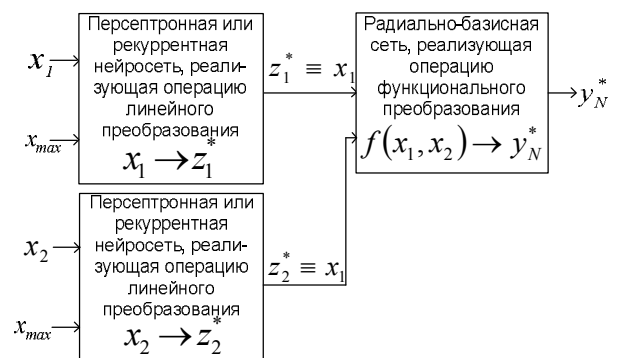 Персептронная или
рекуррентная
нейросеть, реали-
зующая операцию
линейного
преобразования
x₁ → z₁*
x₁
xₘₐₓ
z₁* ≡ x₁
Радиально-базисная
сеть, реализующая
операцию
функционального
преобразования
f(x₁, x₂) → y_N*
y_N*
Персептронная или
рекуррентная
нейросеть, реали-
зующая операцию
линейного
преобразования
x₂ → z₂*
x₂
xₘₐₓ
z₂* ≡ x₁